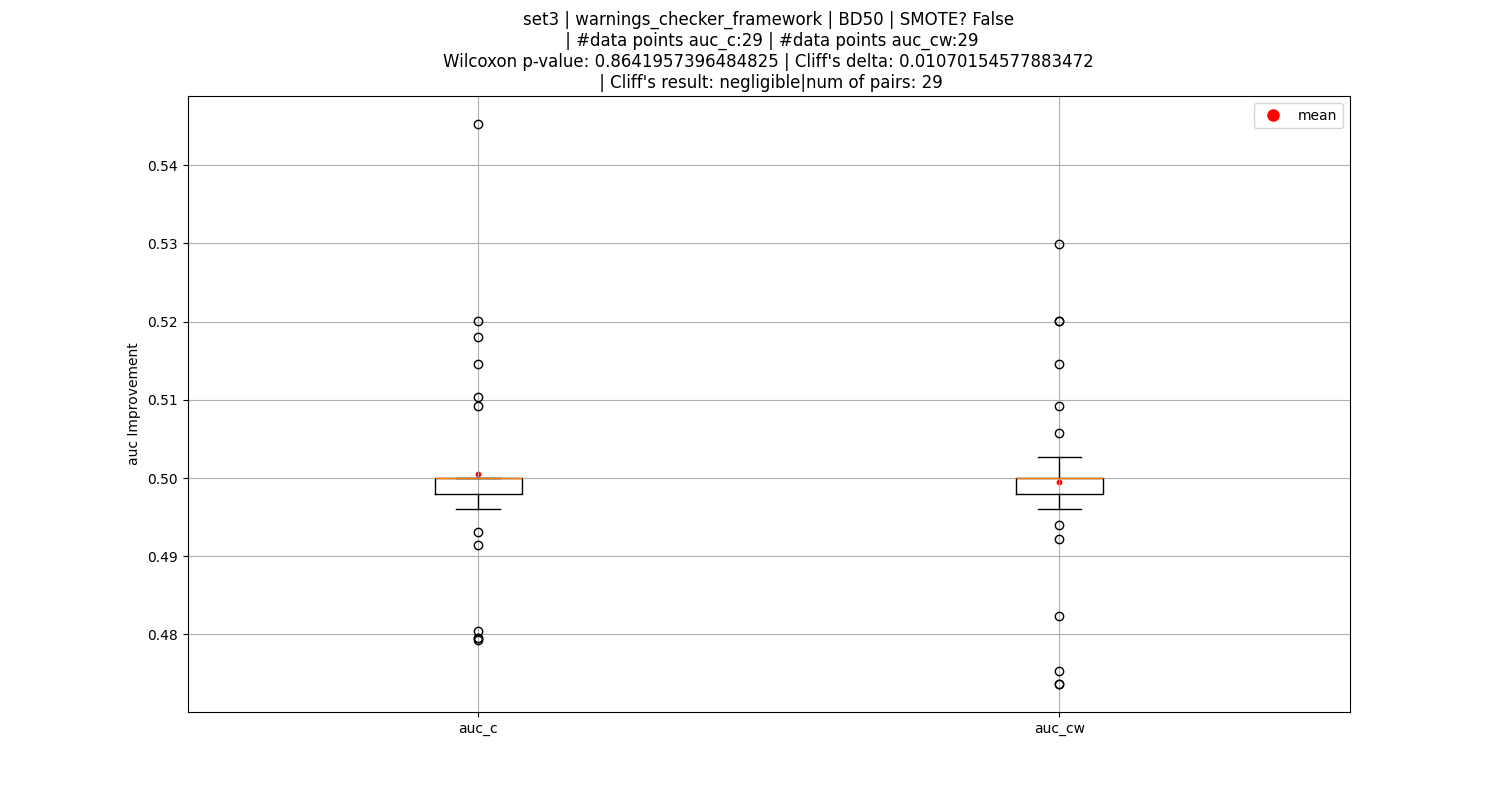 set3 | warnings_checker_framework | BD50 | SMOTE? False
| #data points auc_c:29 | #data points auc_cw:29
Wilcoxon p-value: 0.8641957396484825 | Cliff's delta: 0.01070154577883472
| Cliff's result: negligible|num of pairs: 29
mean
0.54
0.53
0.52
0.51
0.50
0.49
0.48
auc Improvement
auc_c
auc_cw